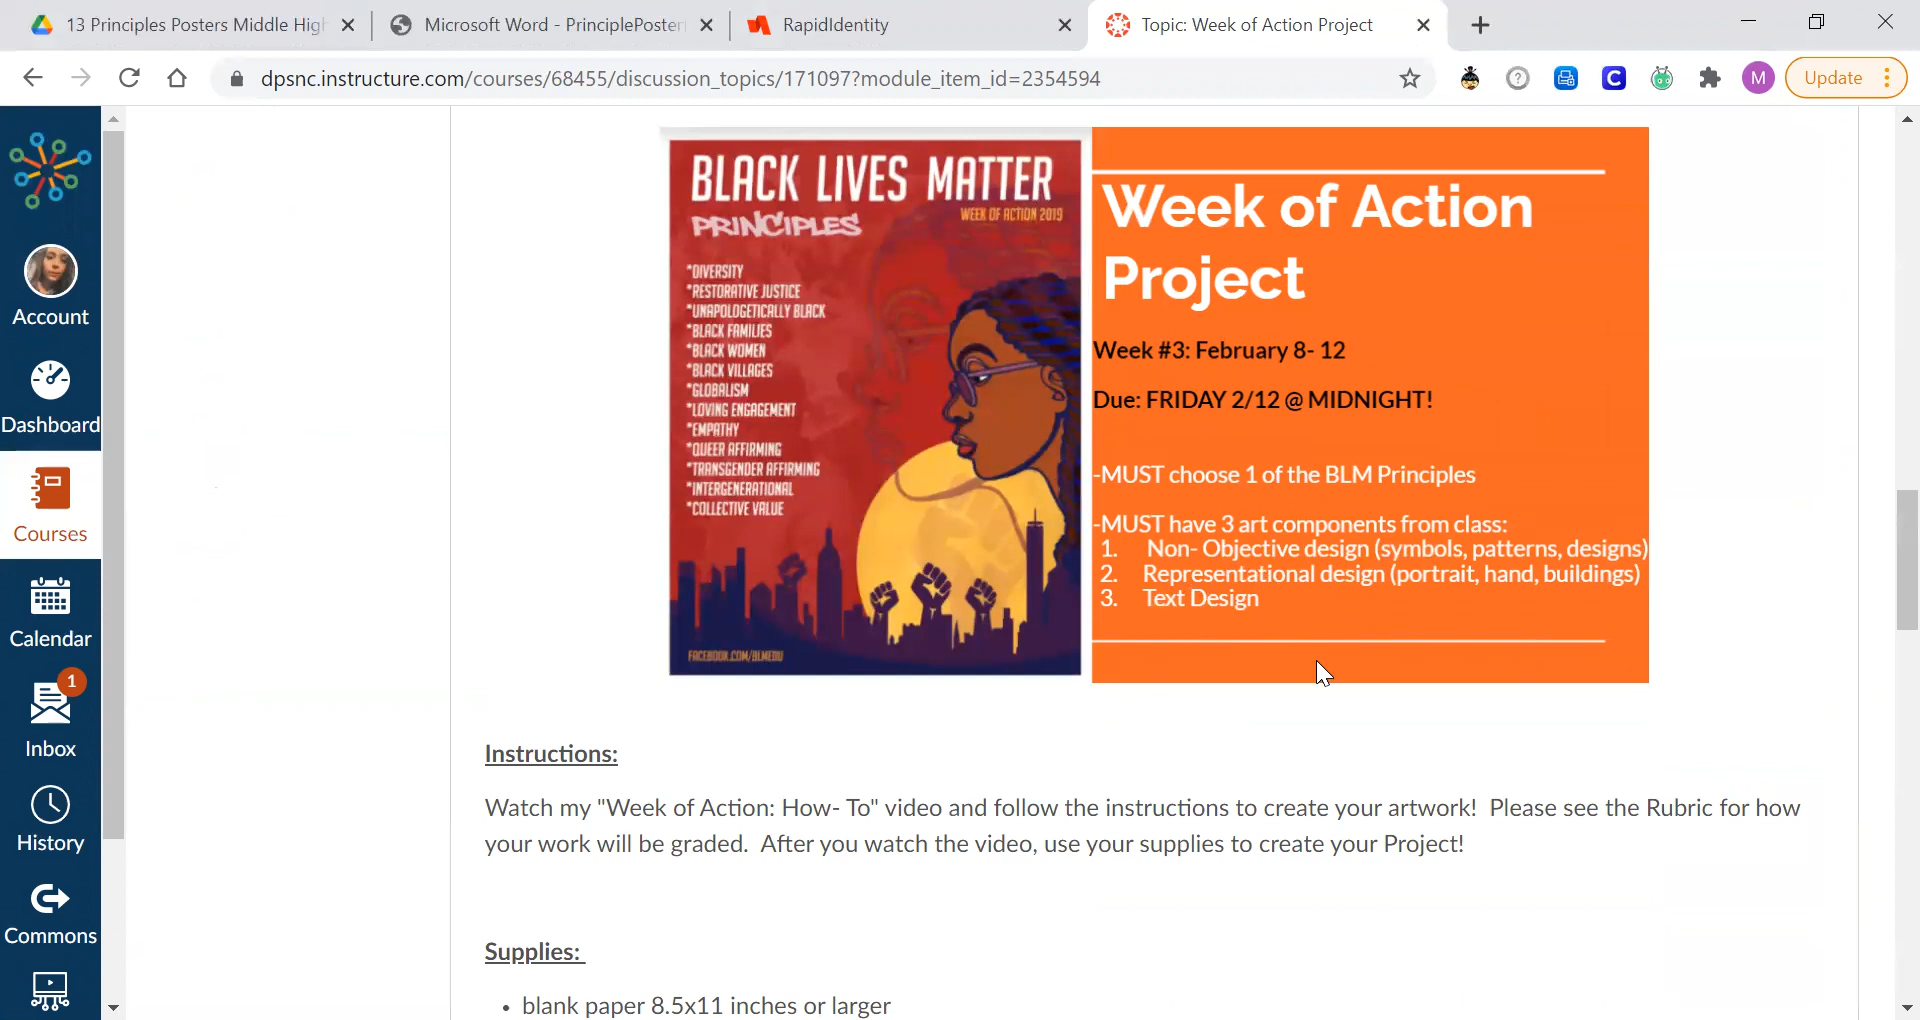 13 Principles Posters Middle High
Microsoft Word - PrinciplePoster
RapidIdentity
Topic: Week of Action Project
dpsnc.instructure.com/courses/68455/discussion_topics/171097?module_item_id=2354594
M
Update
Account
Dashboard
Courses
Calendar
1
Inbox
History
Commons
BLACK LIVES MATTER
PRINCIPLES
WEEK OF ACTION 2019
*DIVERSITY
*RESTORATIVE JUSTICE
*UNAPOLOGETICALLY BLACK
*BLACK FAMILIES
*BLACK WOMEN
*BLACK VILLAGES
*GLOBALISM
*LOVING ENGAGEMENT
*EMPATHY
*QUEER AFFIRMING
*TRANSGENDER AFFIRMING
*INTERGENERATIONAL
*COLLECTIVE VALUE
FACEBOOK.COM/BLMEDU
Week of Action
Project
Week #3: February 8- 12
Due: FRIDAY 2/12 @ MIDNIGHT!
-MUST choose 1 of the BLM Principles
-MUST have 3 art components from class:
1. Non- Objective design (symbols, patterns, designs)
2. Representational design (portrait, hand, buildings)
3. Text Design
Instructions:
Watch my "Week of Action: How- To" video and follow the instructions to create your artwork! Please see the Rubric for how
your work will be graded. After you watch the video, use your supplies to create your Project!
Supplies:
• blank paper 8.5x11 inches or larger